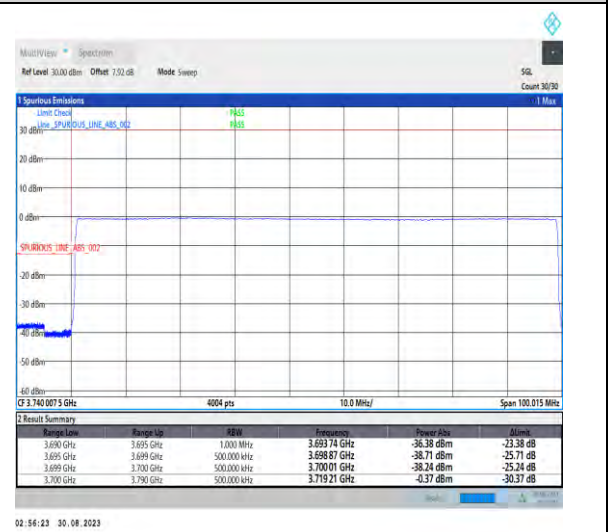 MultiView Spectrum
Ref Level 30.00 dBm Offset 7.92 dB Mode Sweep SGL
Count 30/30
1 Spurious Emissions 1 Max
Limit Check PASS
Line _SPURIOUS_LINE_ABS_002 PASS
30 dBm
20 dBm
10 dBm
0 dBm
SPURIOUS_LINE_ABS_002
-20 dBm
-30 dBm
-40 dBm
-50 dBm
-60 dBm
CF 3.740 007 5 GHz 4004 pts 10.0 MHz/ Span 100.015 MHz
2 Result Summary
Range Low Range Up RBW Frequency Power Abs ΔLimit
3.690 GHz 3.695 GHz 1.000 MHz 3.693 74 GHz -36.38 dBm -23.38 dB
3.695 GHz 3.699 GHz 500.000 kHz 3.698 87 GHz -38.71 dBm -25.71 dB
3.699 GHz 3.700 GHz 500.000 kHz 3.700 01 GHz -38.24 dBm -25.24 dB
3.700 GHz 3.790 GHz 500.000 kHz 3.719 21 GHz -0.37 dBm -30.37 dB
02:56:23 30.08.2023